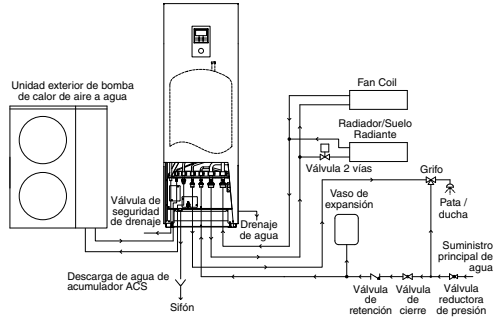 Unidad exterior de bomba
de calor de aire a agua
Fan Coil
Radiador/Suelo
Radiante
Válvula 2 vías
Grifo
Pata /
ducha
Válvula de
seguridad
de drenaje
Drenaje
de agua
Vaso de
expansión
Suministro
principal de
agua
Descarga de agua de
acumulador ACS
Sifón
Válvula
de
retención
Válvula
de
cierre
Válvula
reductora
de presión